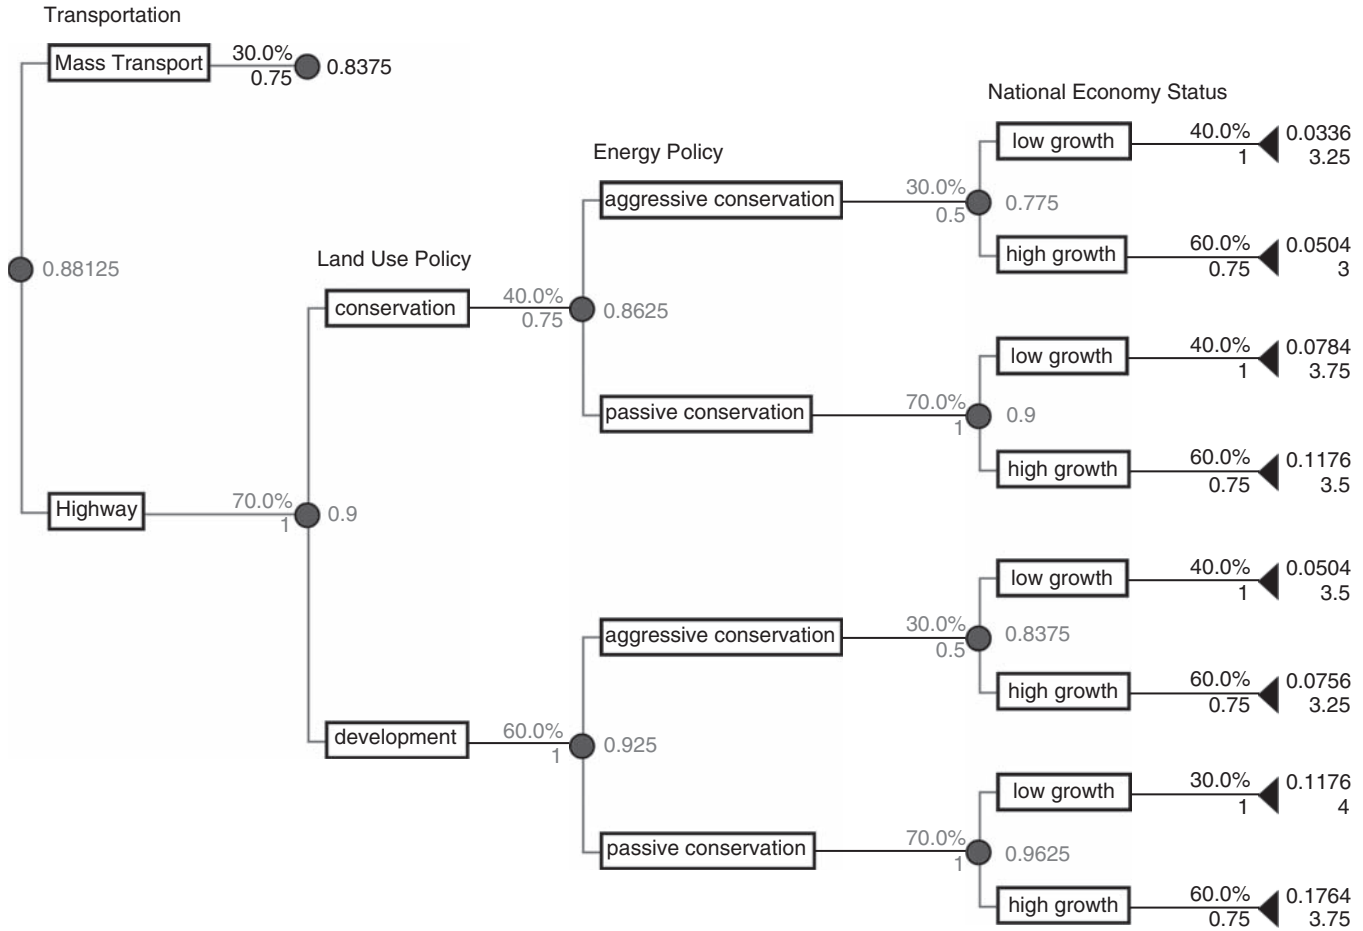 Transportation
Mass Transport
30.0%
0.75
0.8375
National Economy Status
low growth
40.0%
1
0.0336
3.25
Energy Policy
aggressive conservation
30.0%
0.5
0.775
high growth
60.0%
0.75
0.0504
3
0.88125
Land Use Policy
conservation
40.0%
0.75
0.8625
low growth
40.0%
1
0.0784
3.75
passive conservation
70.0%
1
0.9
high growth
60.0%
0.75
0.1176
3.5
Highway
70.0%
1
0.9
low growth
40.0%
1
0.0504
3.5
aggressive conservation
30.0%
0.5
0.8375
high growth
60.0%
0.75
0.0756
3.25
development
60.0%
1
0.925
low growth
30.0%
1
0.1176
4
passive conservation
70.0%
1
0.9625
high growth
60.0%
0.75
0.1764
3.75